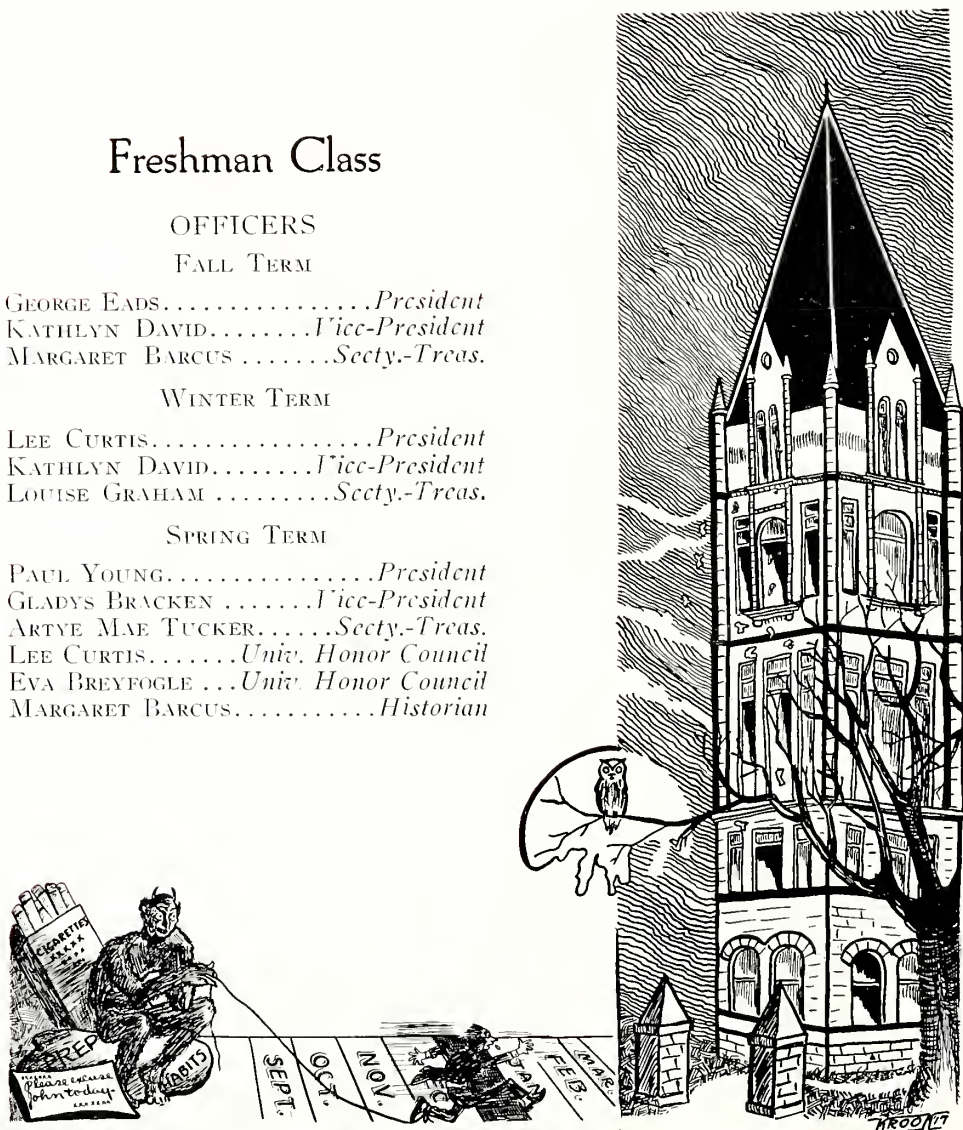 Freshman Class
OFFICERS
FALL TERM
GEORGE EADS...............President
KATHLYN DAVID........Vice-President
MARGARET BARCUS .......Secty.-Treas.
WINTER TERM
LEE CURTIS.................President
KATHLYN DAVID........Vice-President
LOUISE GRAHAM .........Secty.-Treas.
SPRING TERM
PAUL YOUNG................President
GLADYS BRACKEN .......Vice-President
ARTYE MAE TUCKER......Secty.-Treas.
LEE CURTIS.......Univ. Honor Council
EVA BREYFOGLE ...Univ. Honor Council
MARGARET BARCUS............Historian
CIGARETIES
XXXXX
PREP
HABITS
Please excuse
John today
SEPT.
OCT.
NOV.
JAN.
FEB.
MAR.
KROOK 17